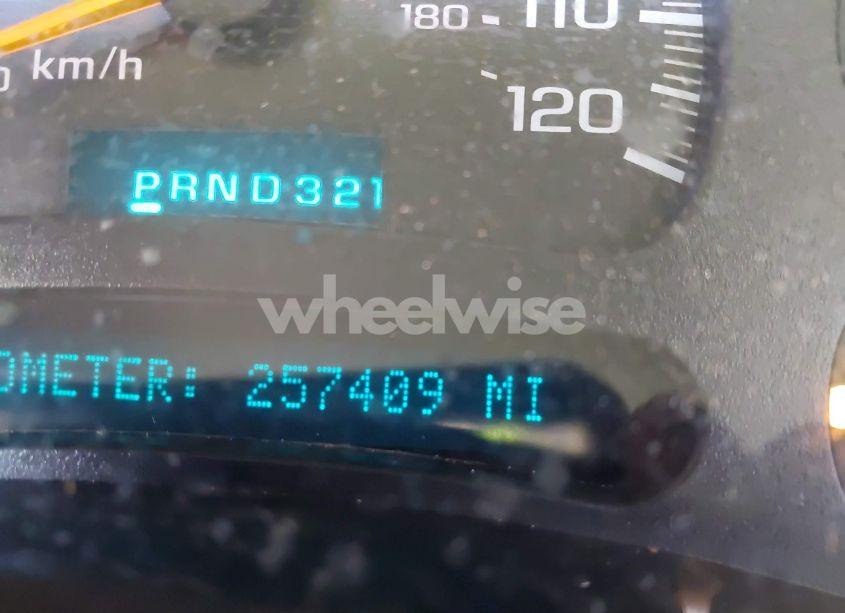 180 110
km/h
120
PRND321
wheelwise
OMETER: 257409 MI